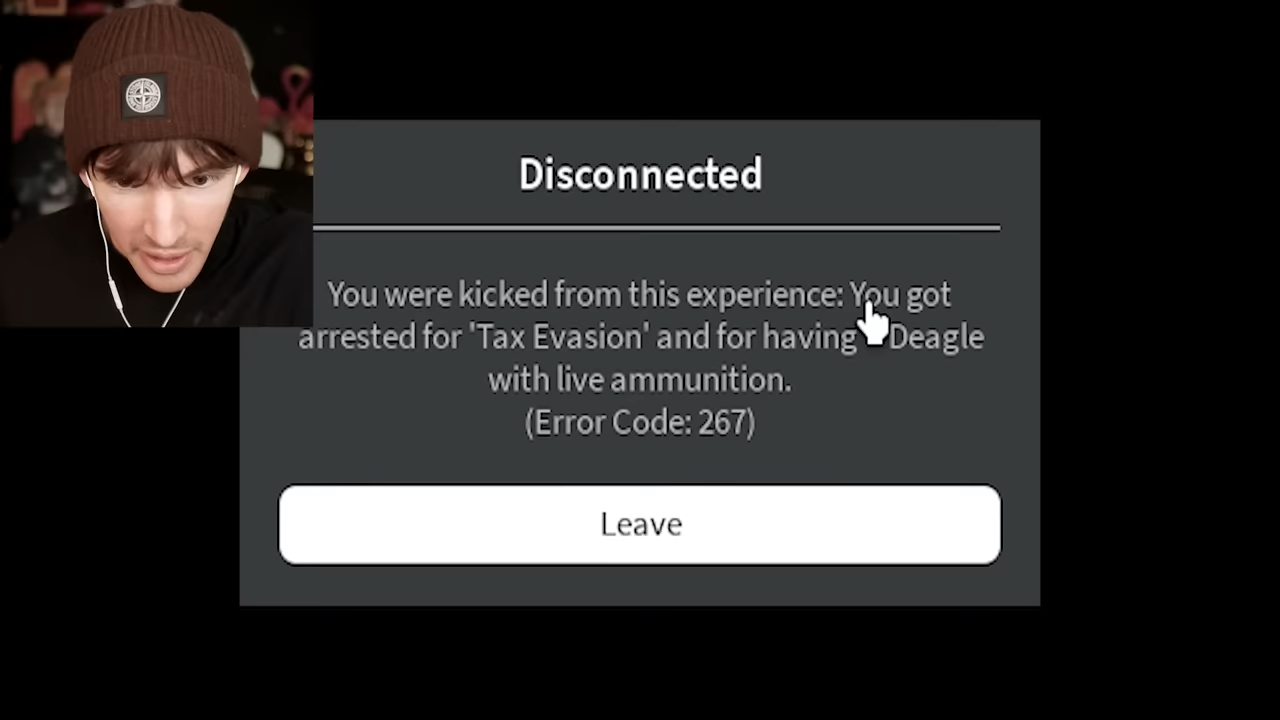 Disconnected
You were kicked from this experience: You got
arrested for 'Tax Evasion' and for having Deagle
with live ammunition.
(Error Code: 267)
Leave